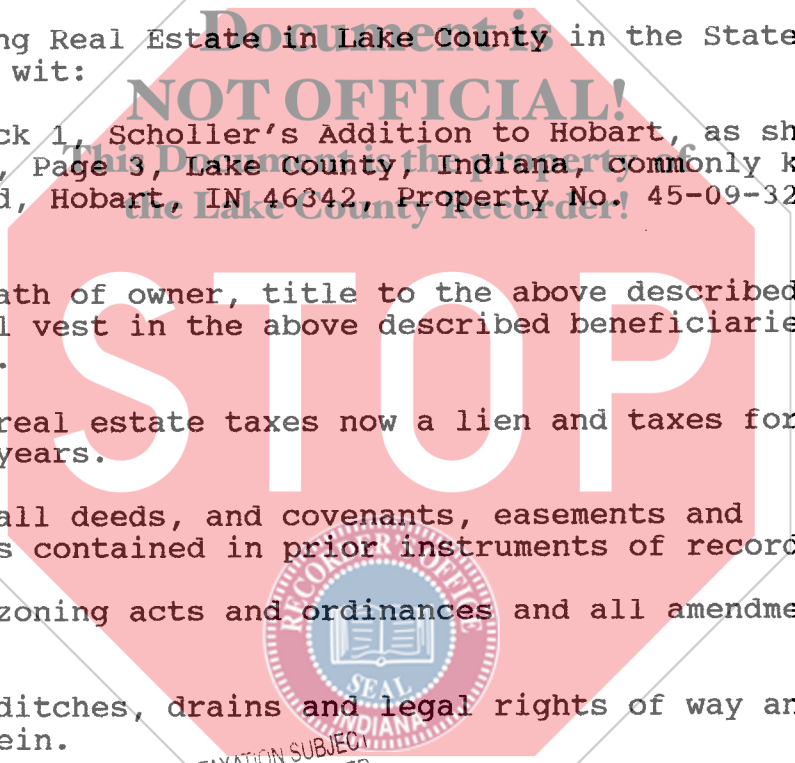 ng Real Estate in Lake County in the State
Document is
wit:
NOT OFFICIAL!
ck 1, Scholler's Addition to Hobart, as sh
This Document is the property of
, Page 3, Lake County, Indiana, commonly k
d, Hobart, IN 46342, Property No. 45-09-32
the Lake County Recorder!
ath of owner, title to the above described
l vest in the above described beneficiarie
.
STOP
real estate taxes now a lien and taxes for
years.
all deeds, and covenants, easements and
s contained in prior instruments of record
RECORDER'S OFFICE
zoning acts and ordinances and all amendme
SEAL
INDIANA
ditches, drains and legal rights of way an
ein.
TAXATION SUBJECT